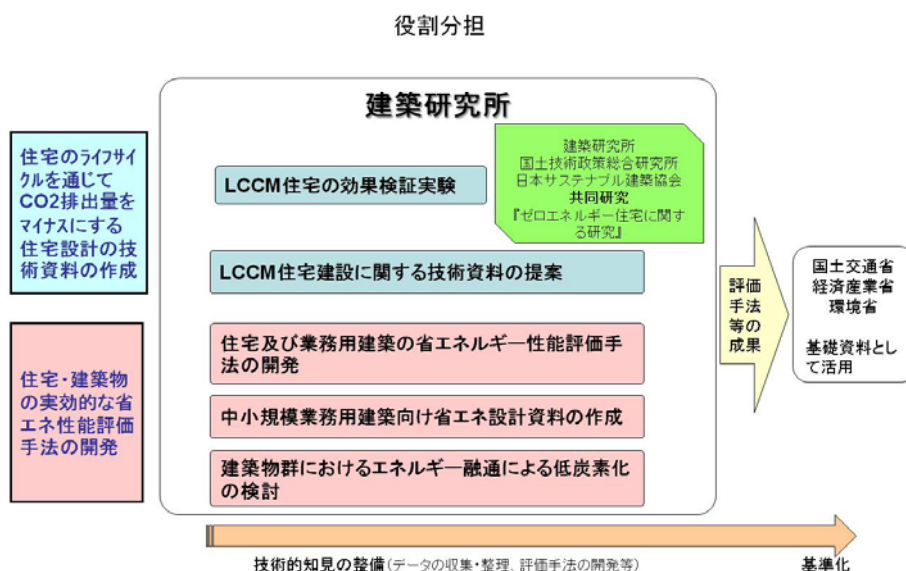 役割分担
建築研究所
住宅のライフサイ
クルを通じて
CO2排出量を
マイナスにする
住宅設計の技
術資料の作成
LCCM住宅の効果検証実験
建築研究所
国土技術政策総合研究所
日本サステナブル建築協会
共同研究
『ゼロエネルギー住宅に関す
る研究』
LCCM住宅建設に関する技術資料の提案
住宅・建築物
の実効的な省
エネ性能評価
手法の開発
住宅及び業務用建築の省エネルギー性能評価手
法の開発
中小規模業務用建築向け省エネ設計資料の作成
建築物群におけるエネルギー融通による低炭素化
の検討
評価
手法
等の
成果
国土交通省
経済産業省
環境省
基礎資料とし
て活用
技術的知見の整備(データの収集・整理、評価手法の開発等)
基準化